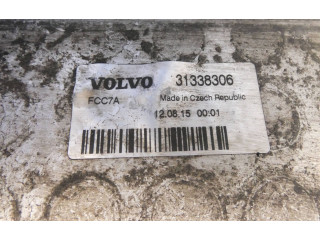 VOLVO 31338306
FCC7A Made in Czech Republic
12.08.15 00:01